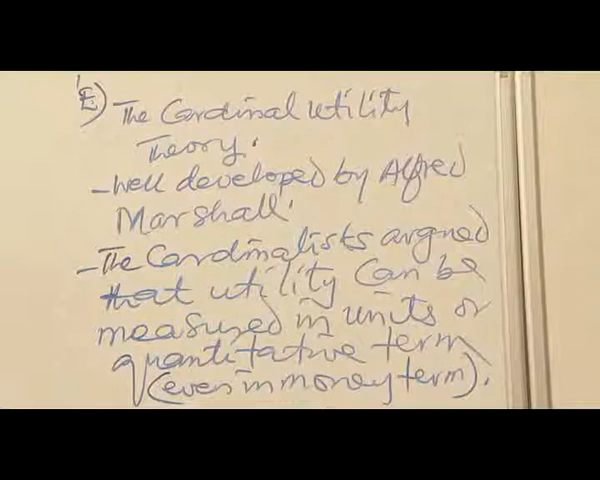 E) The Cardinal utility
Theory.
- Well developed by Alfred
Marshall.
- The Cardinalists argued
that utility can be
measured in units or
quantitative term
(even in money term).